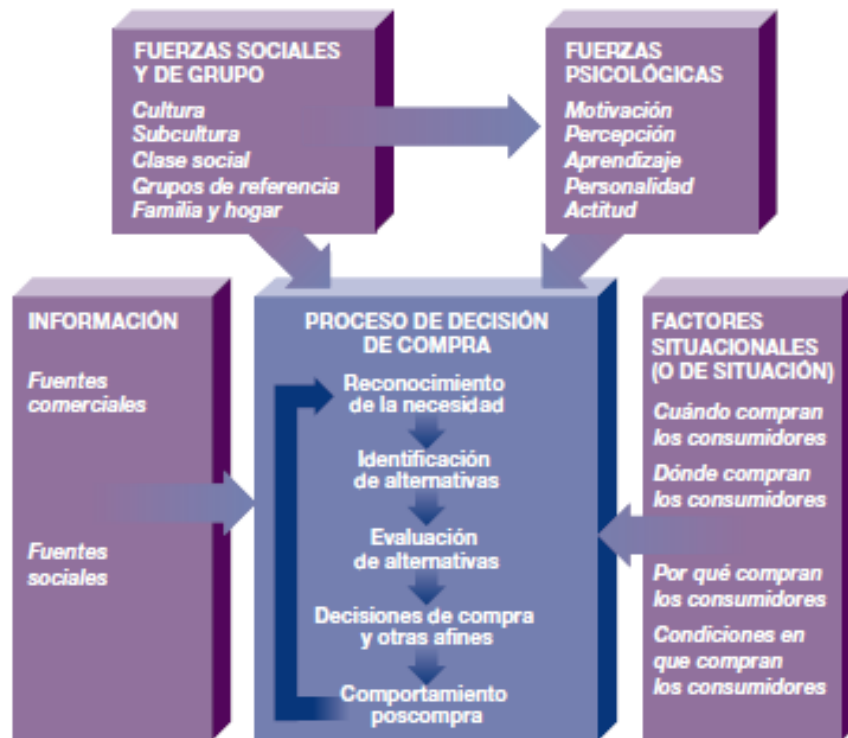 FUERZAS SOCIALES
Y DE GRUPO
Cultura
Subcultura
Clase social
Grupos de referencia
Familia y hogar
FUERZAS
PSICOLÓGICAS
Motivación
Percepción
Aprendizaje
Personalidad
Actitud
INFORMACIÓN
Fuentes
comerciales
Fuentes
sociales
PROCESO DE DECISIÓN
DE COMPRA
Reconocimiento
de la necesidad
Identificación
de alternativas
Evaluación
de alternativas
Decisiones de compra
y otras afines
Comportamiento
poscompra
FACTORES
SITUACIONALES
(O DE SITUACIÓN)
Cuándo compran
los consumidores
Dónde compran
los consumidores
Por qué compran
los consumidores
Condiciones en
que compran
los consumidores